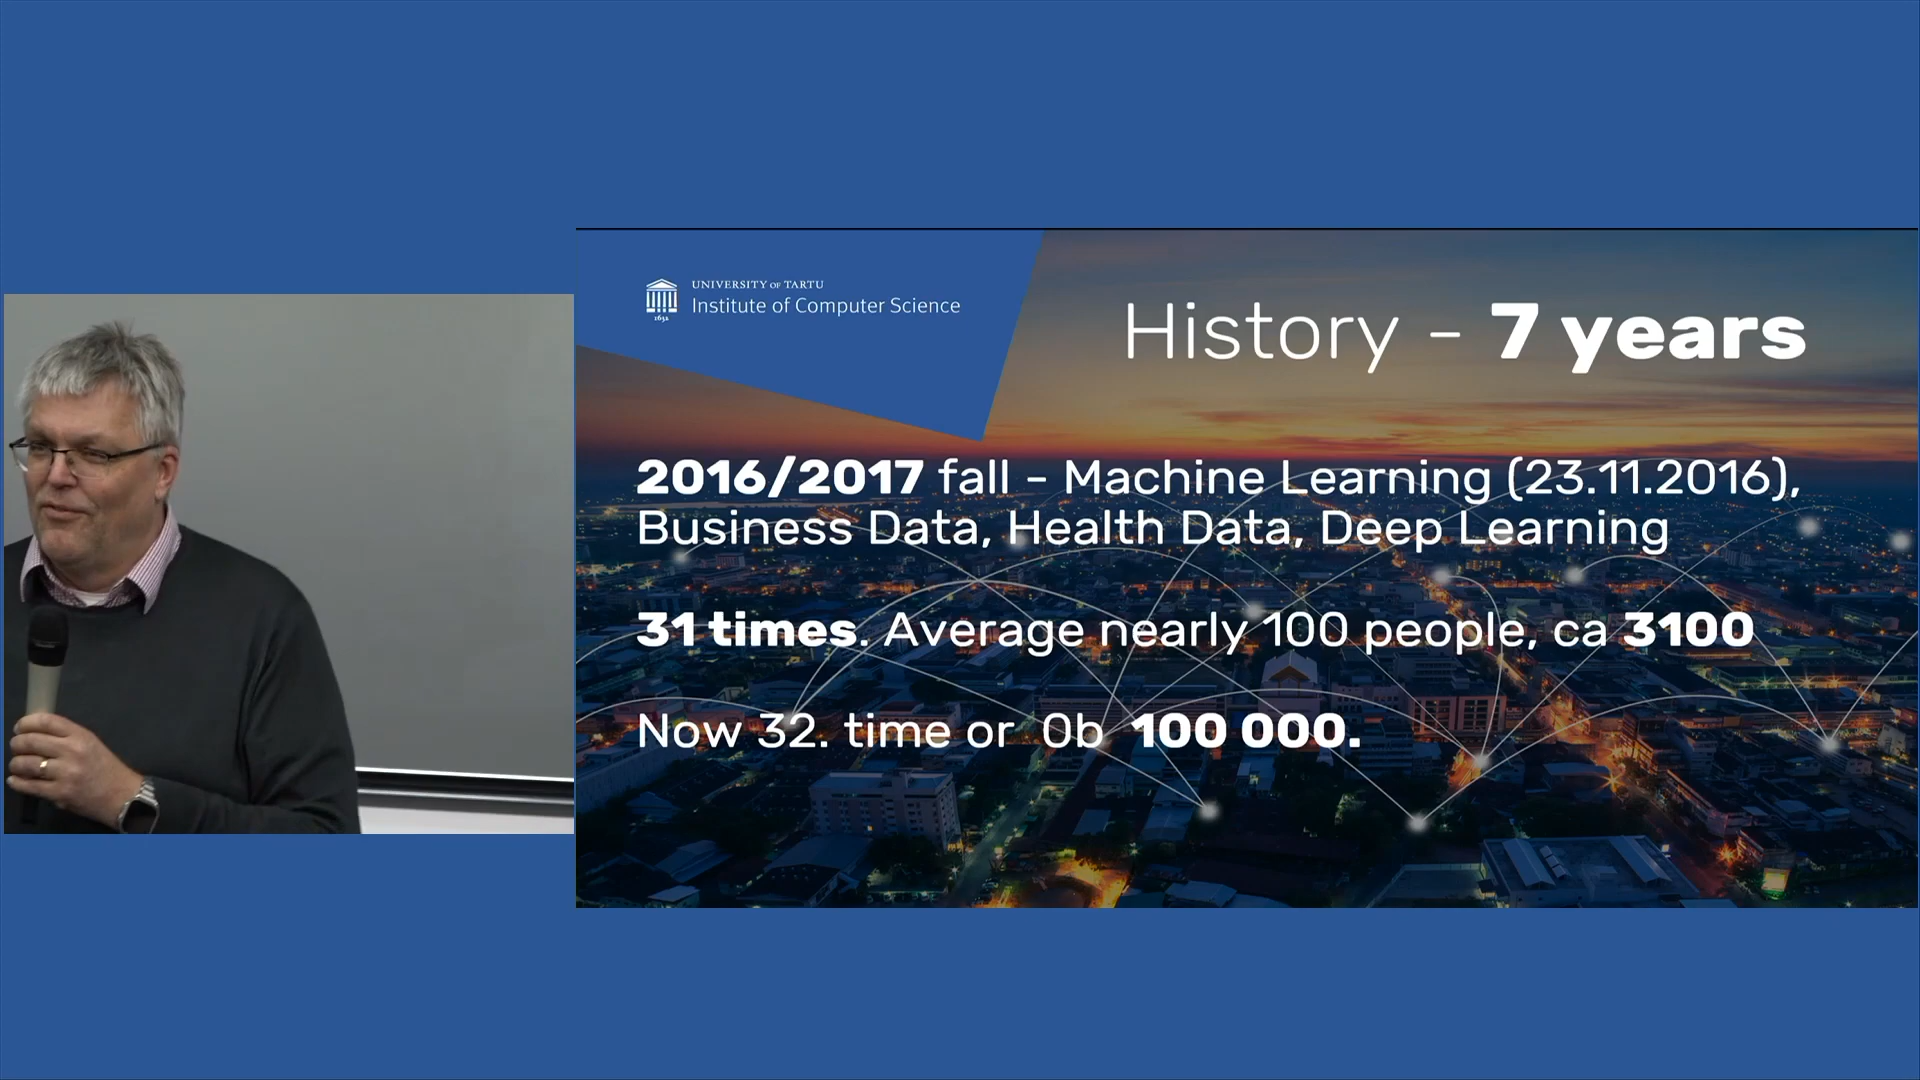 UNIVERSITY OF TARTU
Institute of Computer Science
1632
History - 7 years
2016/2017 fall - Machine Learning (23.11.2016),
Business Data, Health Data, Deep Learning
31 times. Average nearly 100 people, ca 3100
Now 32. time or 0b 100 000.